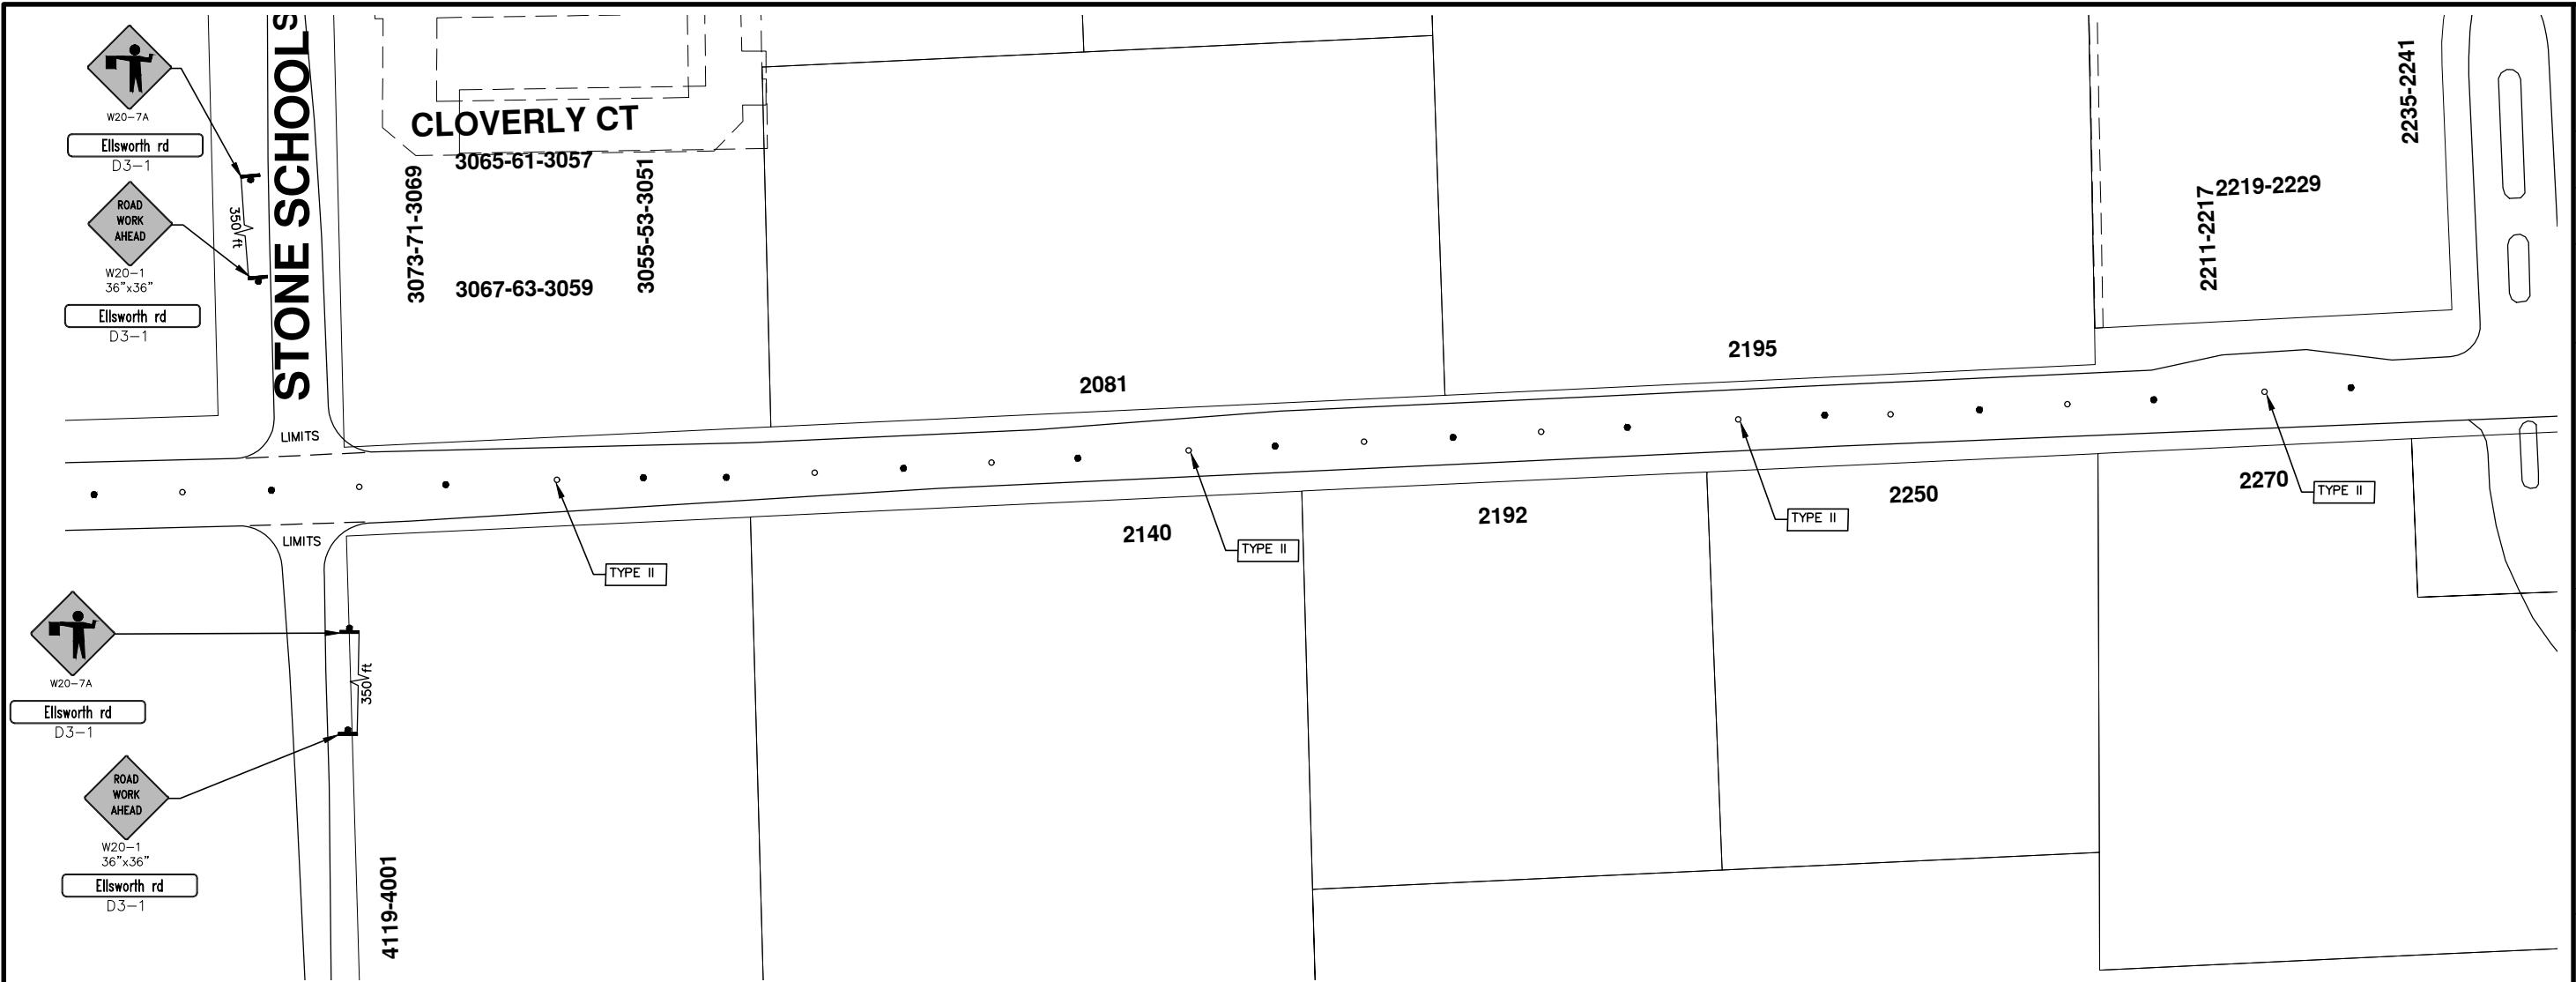 W20-7A
Ellsworth rd
D3-1
ROAD
WORK
AHEAD
W20-1
36"x36"
Ellsworth rd
D3-1
350 ft
STONE SCHOOLS
CLOVERLY CT
3065-61-3057
3073-71-3069
3055-53-3051
3067-63-3059
2081
2195
2211-2217
2219-2229
2235-2241
LIMITS
LIMITS
TYPE II
2140
TYPE II
2192
TYPE II
2250
2270
TYPE II
W20-7A
Ellsworth rd
D3-1
350 ft
ROAD
WORK
AHEAD
W20-1
36"x36"
Ellsworth rd
D3-1
4119-4001